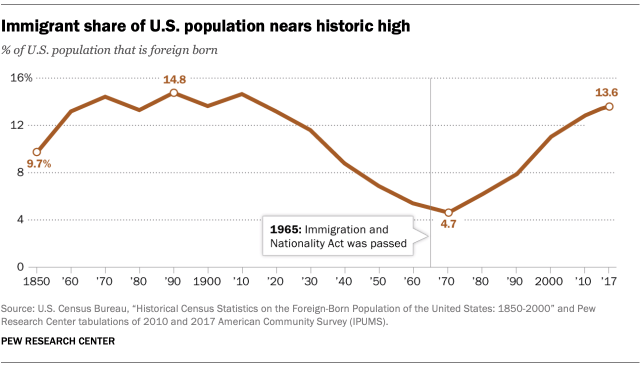 Immigrant share of U.S. population nears historic high
% of U.S. population that is foreign born
16%
14.8
13.6
12
9.7%
8
4
4.7
1965: Immigration and
Nationality Act was passed
0
1850 '60 '70 '80 '90 1900 '10 '20 '30 '40 '50 '60 '70 '80 '90 2000 '10 '17
Source: U.S. Census Bureau, “Historical Census Statistics on the Foreign-Born Population of the United States: 1850-2000” and Pew
Research Center tabulations of 2010 and 2017 American Community Survey (IPUMS).
PEW RESEARCH CENTER